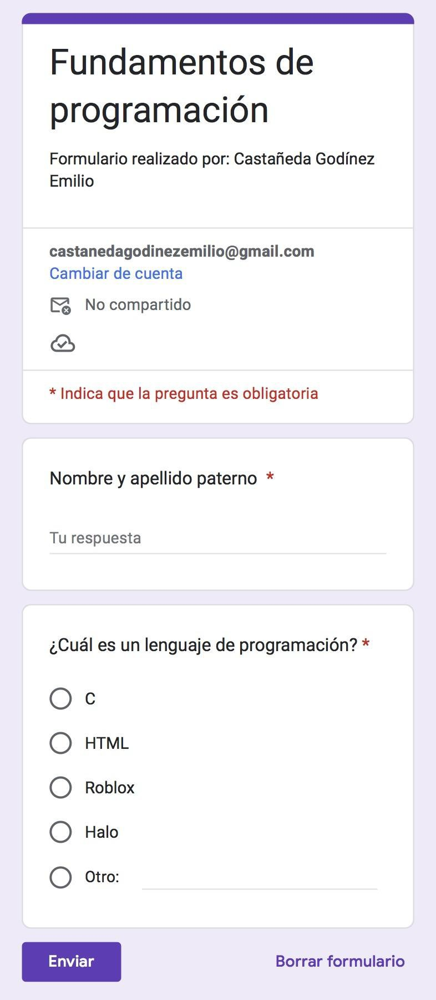 Fundamentos de
programación
Formulario realizado por: Castañeda Godínez
Emilio
castanedagodinezemilio@gmail.com
Cambiar de cuenta
No compartido
* Indica que la pregunta es obligatoria
Nombre y apellido paterno *
Tu respuesta
¿Cuál es un lenguaje de programación? *
C
HTML
Roblox
Halo
Otro:
Enviar
Borrar formulario